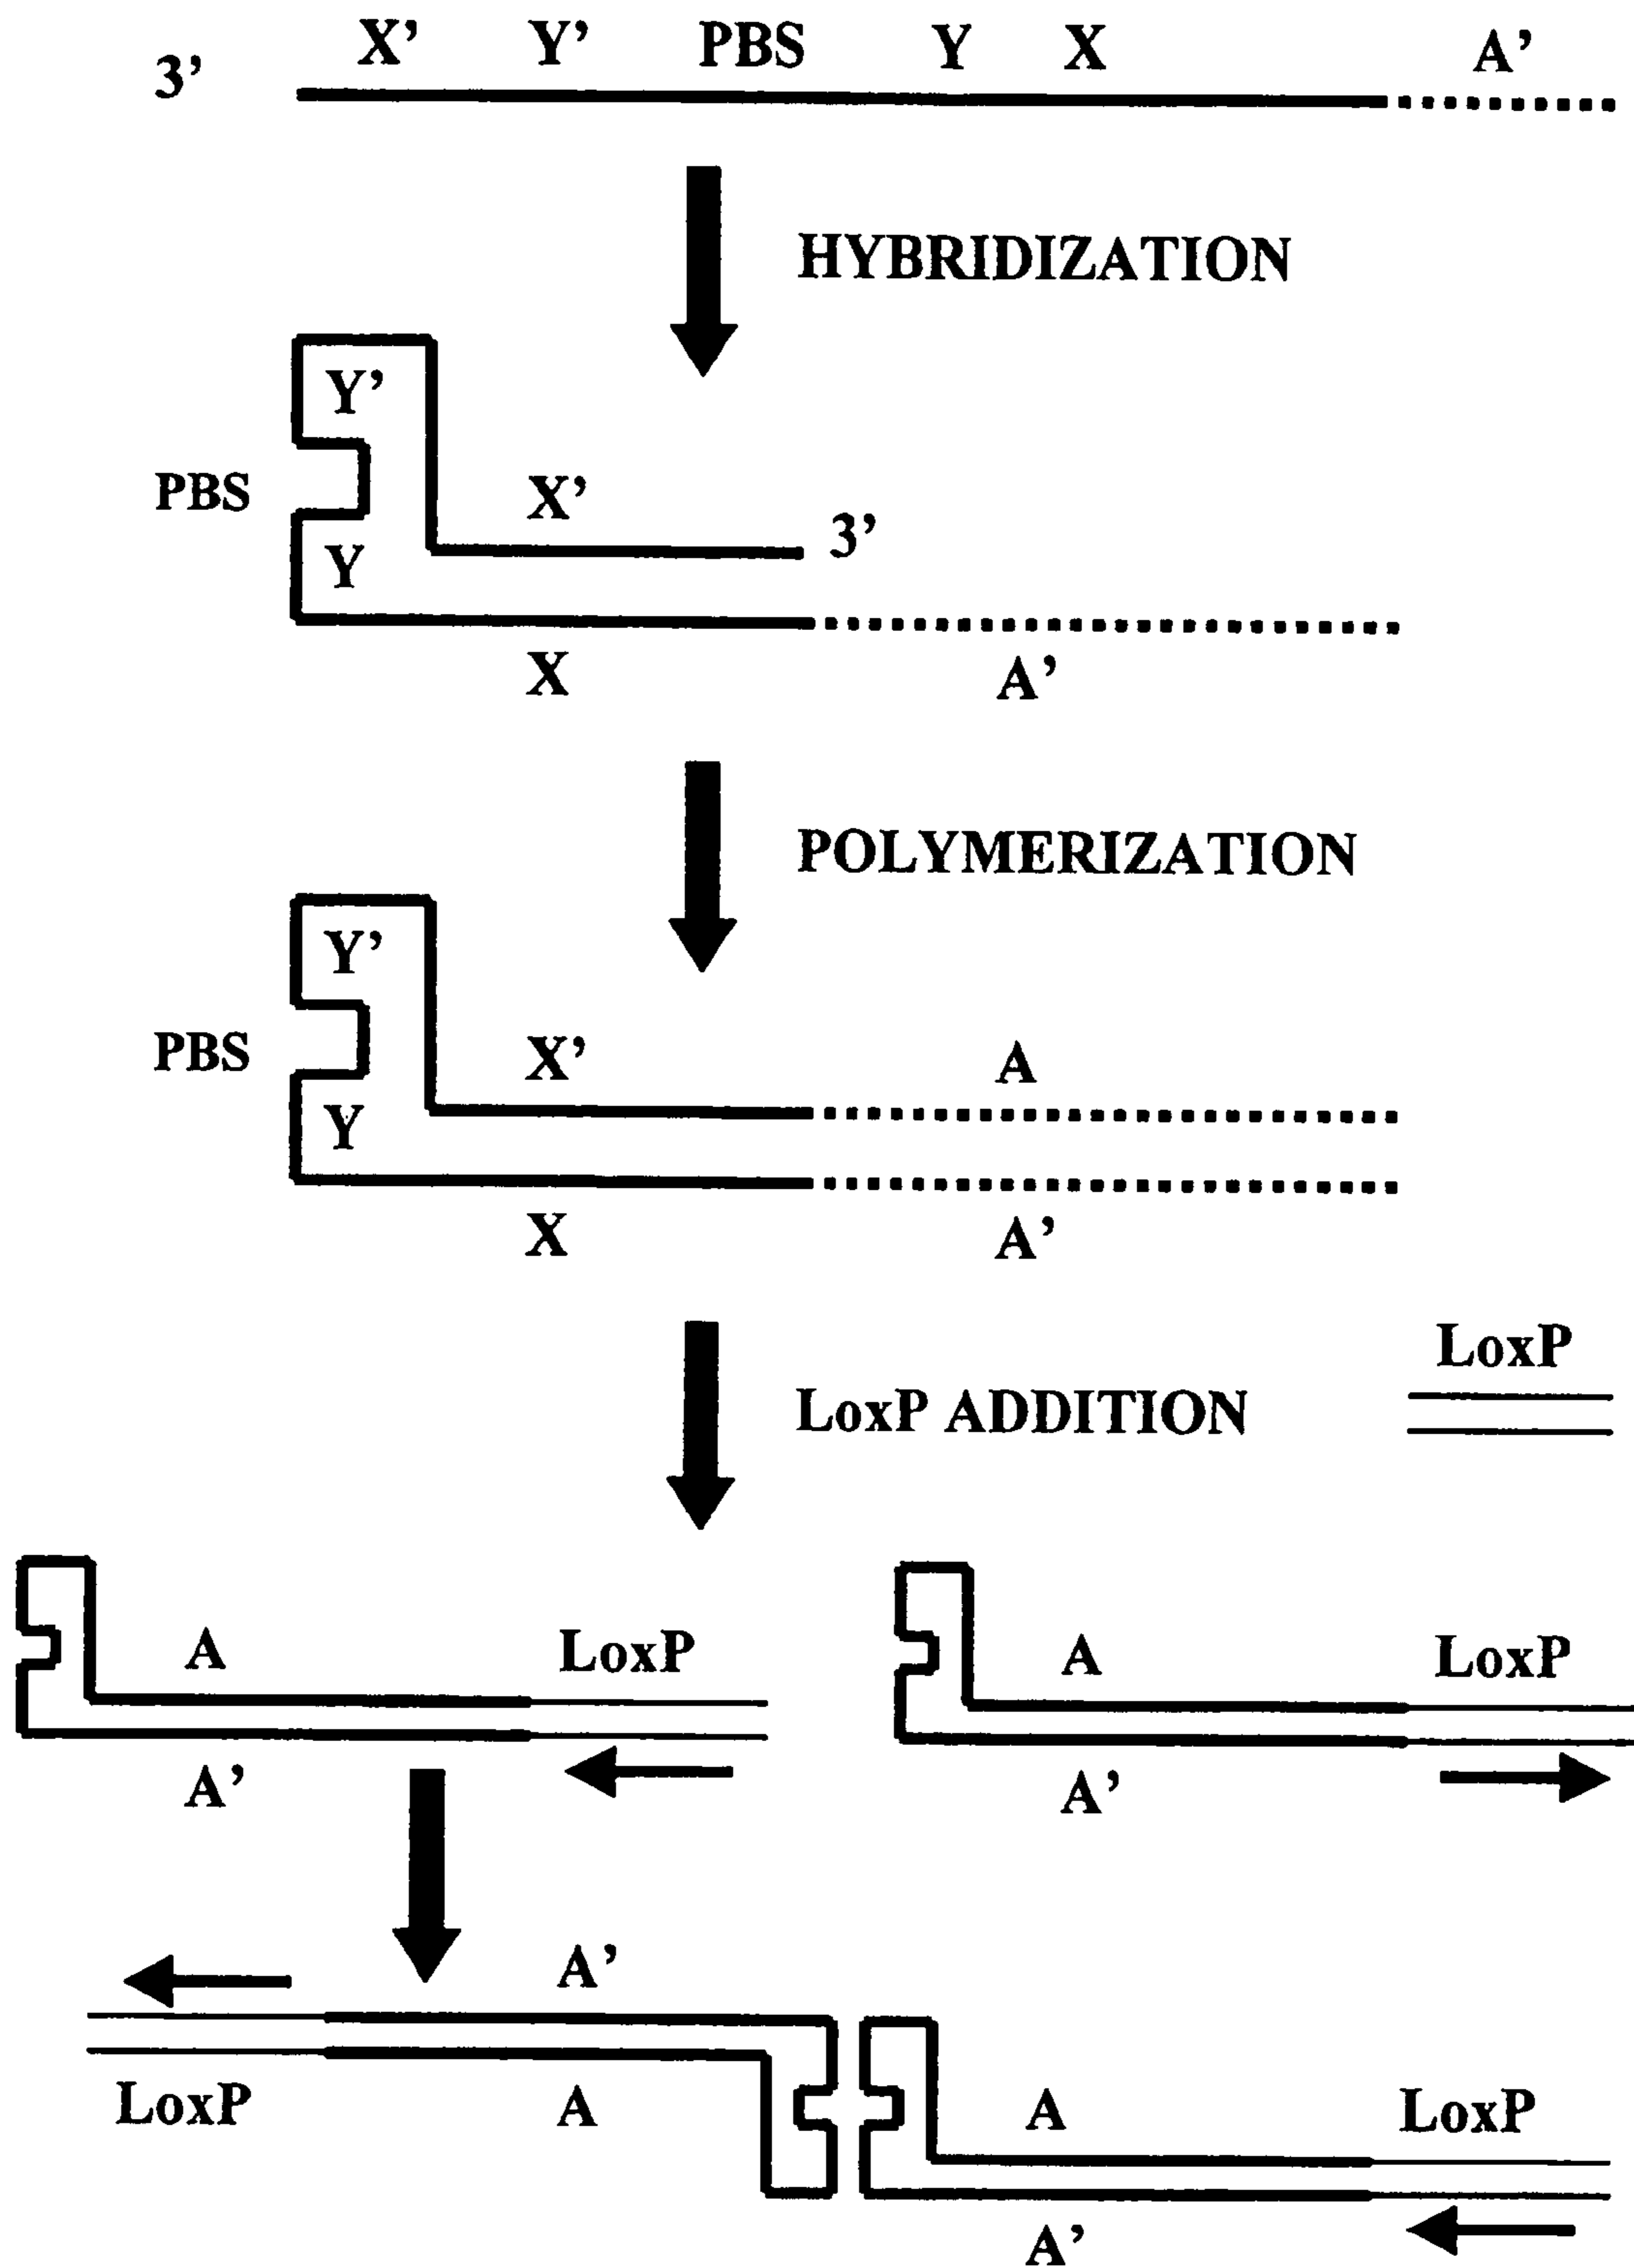 3’ X’ Y’ PBS Y X A’
HYBRIDIZATION
Y’
PBS
X’ 3’
Y
X A’
POLYMERIZATION
Y’
PBS
X’ A
Y
X A’
LoxP
LoxP ADDITION
A LoxP A LoxP
A’ A’
A’
LoxP A A LoxP
A’